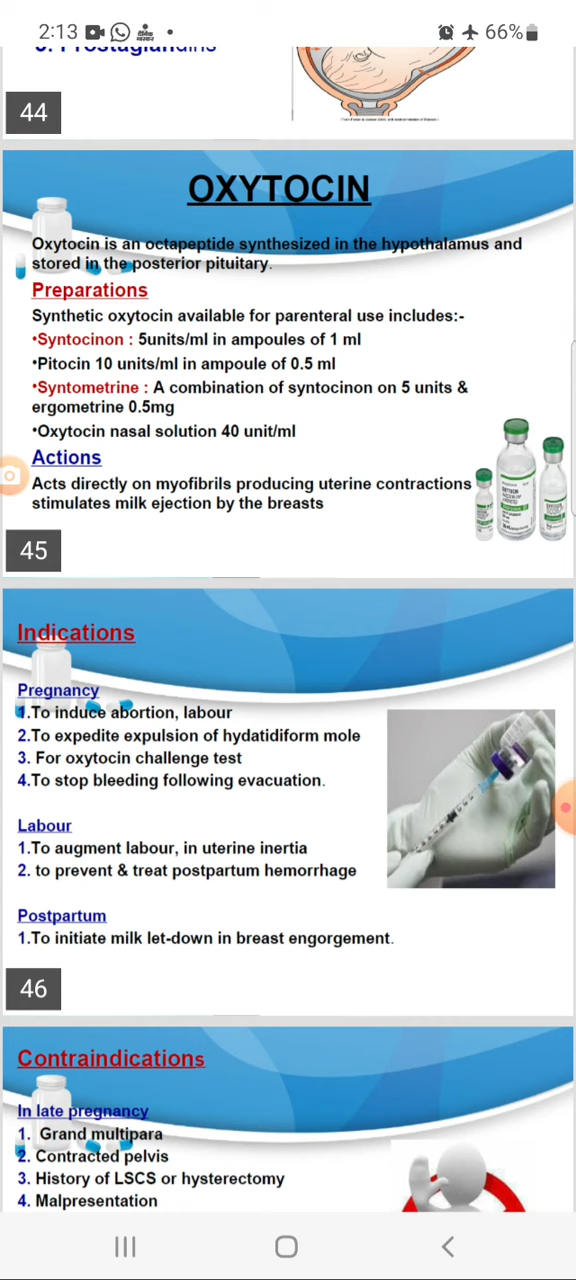 2:13
66%
44
OXYTOCIN
Oxytocin is an octapeptide synthesized in the hypothalamus and
stored in the posterior pituitary.
Preparations
Synthetic oxytocin available for parenteral use includes:-
•Syntocinon : 5units/ml in ampoules of 1 ml
•Pitocin 10 units/ml in ampoule of 0.5 ml
•Syntometrine : A combination of syntocinon on 5 units &
ergometrine 0.5mg
•Oxytocin nasal solution 40 unit/ml
Actions
Acts directly on myofibrils producing uterine contractions
stimulates milk ejection by the breasts
45
Indications
Pregnancy
1.To induce abortion, labour
2.To expedite expulsion of hydatidiform mole
3. For oxytocin challenge test
4.To stop bleeding following evacuation.
Labour
1.To augment labour, in uterine inertia
2. to prevent & treat postpartum hemorrhage
Postpartum
1.To initiate milk let-down in breast engorgement.
46
Contraindications
In late pregnancy
1. Grand multipara
2. Contracted pelvis
3. History of LSCS or hysterectomy
4. Malpresentation